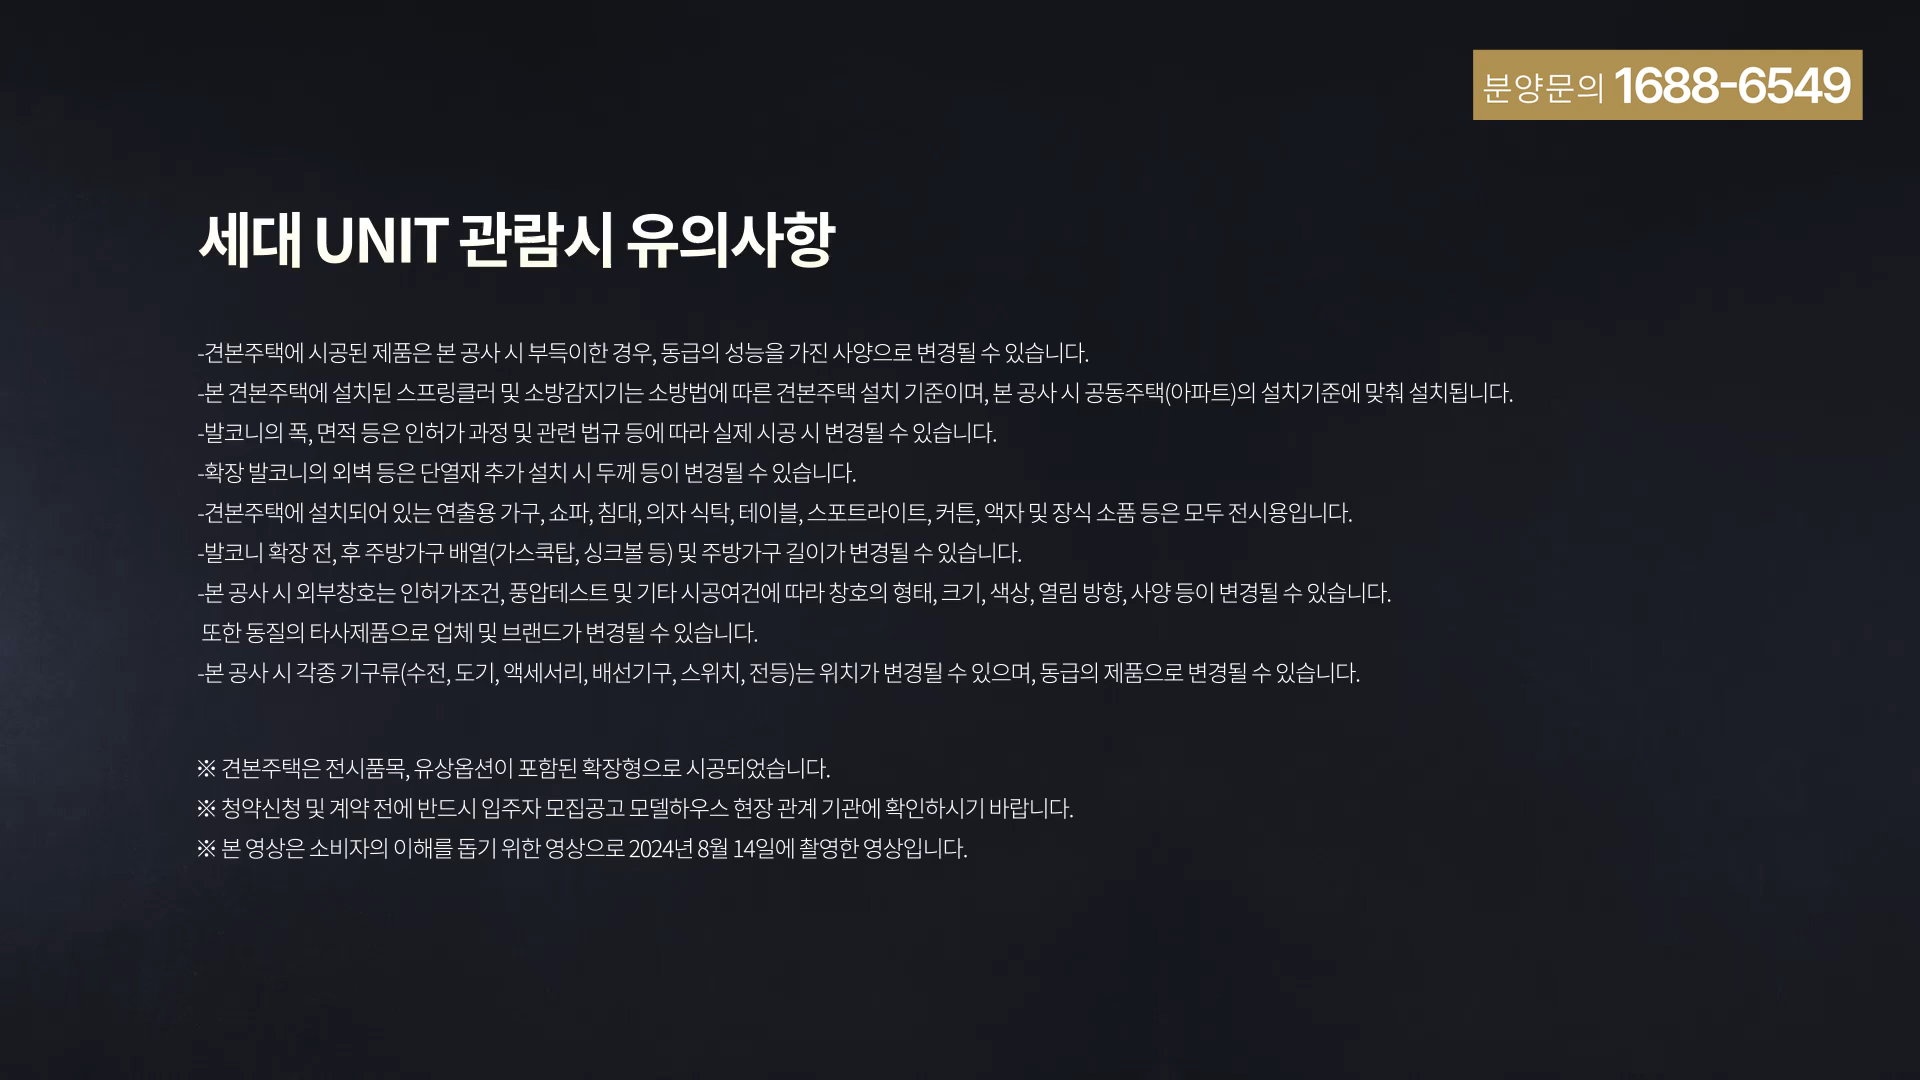 분양문의 1688-6549
세대 UNIT 관람시 유의사항
-견본주택에 시공된 제품은 본 공사 시 부득이한 경우, 동급의 성능을 가진 사양으로 변경될 수 있습니다.
-본 견본주택에 설치된 스프링클러 및 소방감지기는 소방법에 따른 견본주택 설치 기준이며, 본 공사 시 공동주택(아파트)의 설치기준에 맞춰 설치됩니다.
-발코니의 폭, 면적 등은 인허가 과정 및 관련 법규 등에 따라 실제 시공 시 변경될 수 있습니다.
-확장 발코니의 외벽 등은 단열재 추가 설치 시 두께 등이 변경될 수 있습니다.
-견본주택에 설치되어 있는 연출용 가구, 쇼파, 침대, 의자 식탁, 테이블, 스포트라이트, 커튼, 액자 및 장식 소품 등은 모두 전시용입니다.
-발코니 확장 전, 후 주방가구 배열(가스쿡탑, 싱크볼 등) 및 주방가구 길이가 변경될 수 있습니다.
-본 공사 시 외부창호는 인허가조건, 풍압테스트 및 기타 시공여건에 따라 창호의 형태, 크기, 색상, 열림 방향, 사양 등이 변경될 수 있습니다.
또한 동질의 타사제품으로 업체 및 브랜드가 변경될 수 있습니다.
-본 공사 시 각종 기구류(수전, 도기, 액세서리, 배선기구, 스위치, 전등)는 위치가 변경될 수 있으며, 동급의 제품으로 변경될 수 있습니다.
※ 견본주택은 전시품목, 유상옵션이 포함된 확장형으로 시공되었습니다.
※ 청약신청 및 계약 전에 반드시 입주자 모집공고 모델하우스 현장 관계 기관에 확인하시기 바랍니다.
※ 본 영상은 소비자의 이해를 돕기 위한 영상으로 2024년 8월 14일에 촬영한 영상입니다.